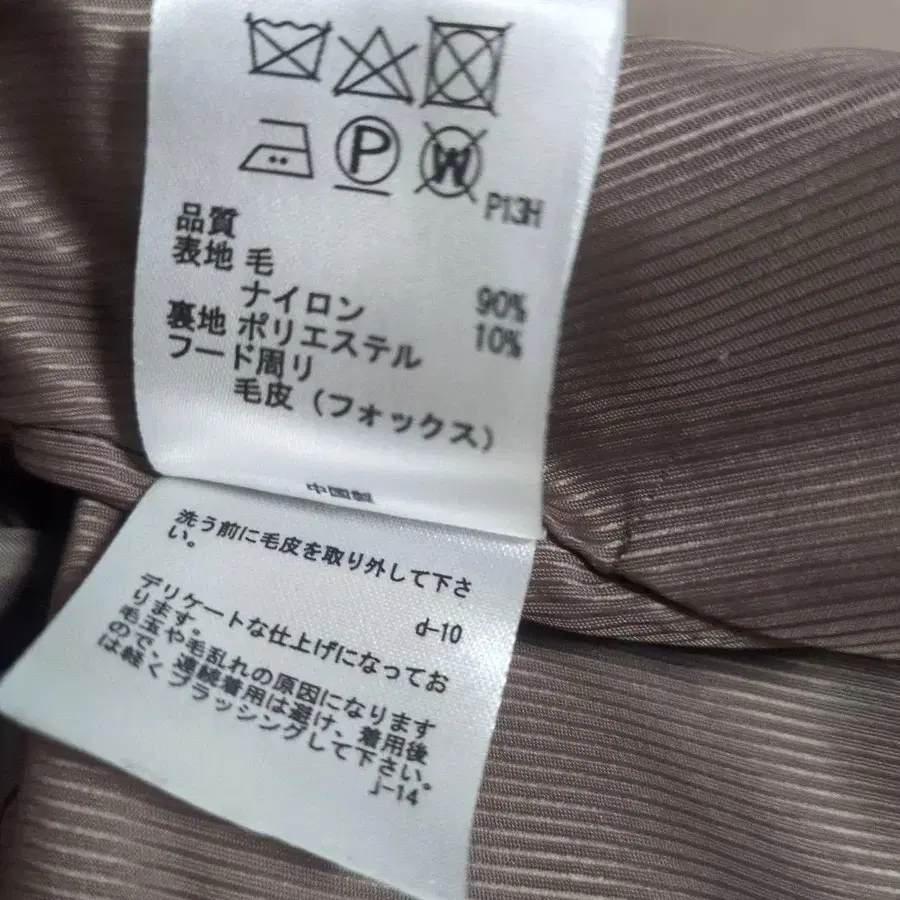 P
W
P13H
品質
表地 毛 90%
ナイロン 10%
裏地 ポリエステル
フード周り
毛皮（フォックス）
中国製
洗う前に毛皮を取り外して下さ
い。
d-10
デリケートな仕上げになってお
ります。
毛玉や毛乱れの原因になります
ので、連続着用は避け、着用後
は軽くブラッシングして下さい。
j-14